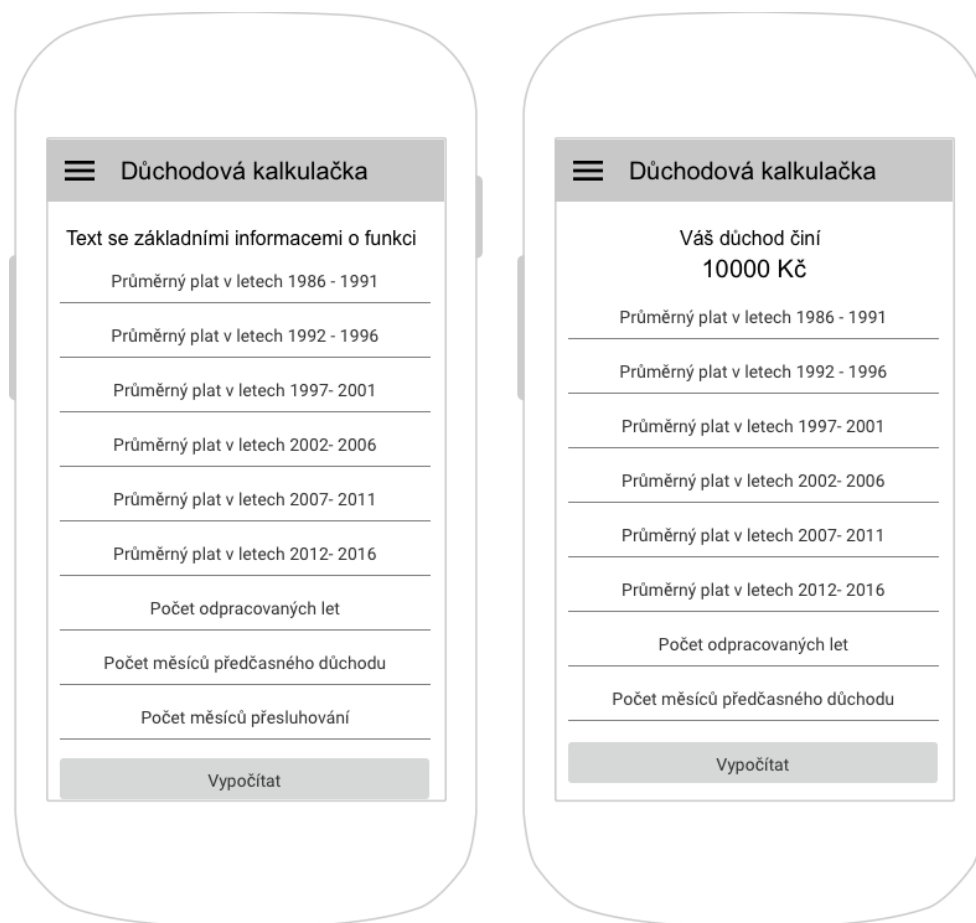 Důchodová kalkulačka
Text se základními informacemi o funkci
Průměrný plat v letech 1986 - 1991
Průměrný plat v letech 1992 - 1996
Průměrný plat v letech 1997- 2001
Průměrný plat v letech 2002- 2006
Průměrný plat v letech 2007- 2011
Průměrný plat v letech 2012- 2016
Počet odpracovaných let
Počet měsíců předčasného důchodu
Počet měsíců přesluhování
Vypočítat
Důchodová kalkulačka
Váš důchod činí
10000 Kč
Průměrný plat v letech 1986 - 1991
Průměrný plat v letech 1992 - 1996
Průměrný plat v letech 1997- 2001
Průměrný plat v letech 2002- 2006
Průměrný plat v letech 2007- 2011
Průměrný plat v letech 2012- 2016
Počet odpracovaných let
Počet měsíců předčasného důchodu
Vypočítat